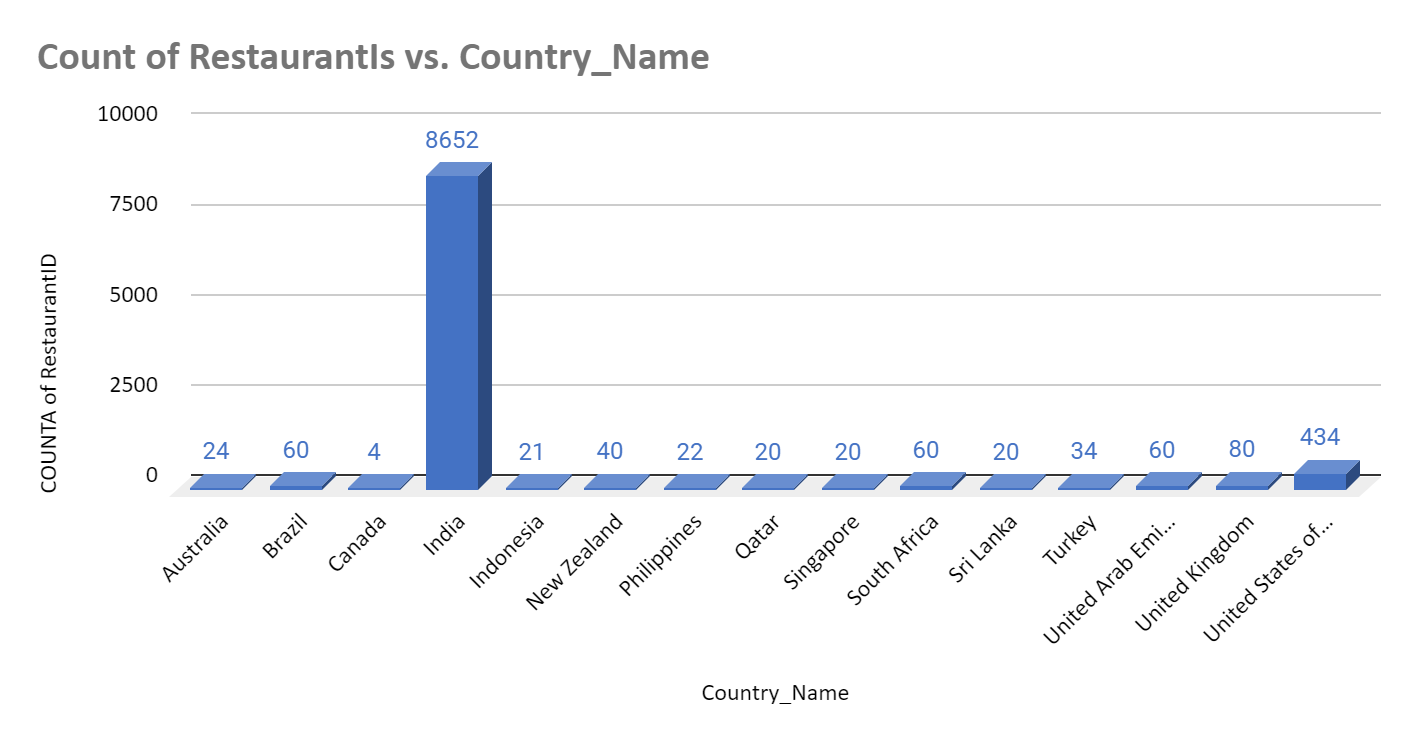 Count of RestaurantIs vs. Country_Name
COUNTA of RestaurantID
10000
7500
5000
2500
0
24
60
4
8652
21
40
22
20
20
60
20
34
60
80
434
Australia
Brazil
Canada
India
Indonesia
New Zealand
Philippines
Qatar
Singapore
South Africa
Sri Lanka
Turkey
United Arab Emi...
United Kingdom
United States of...
Country_Name